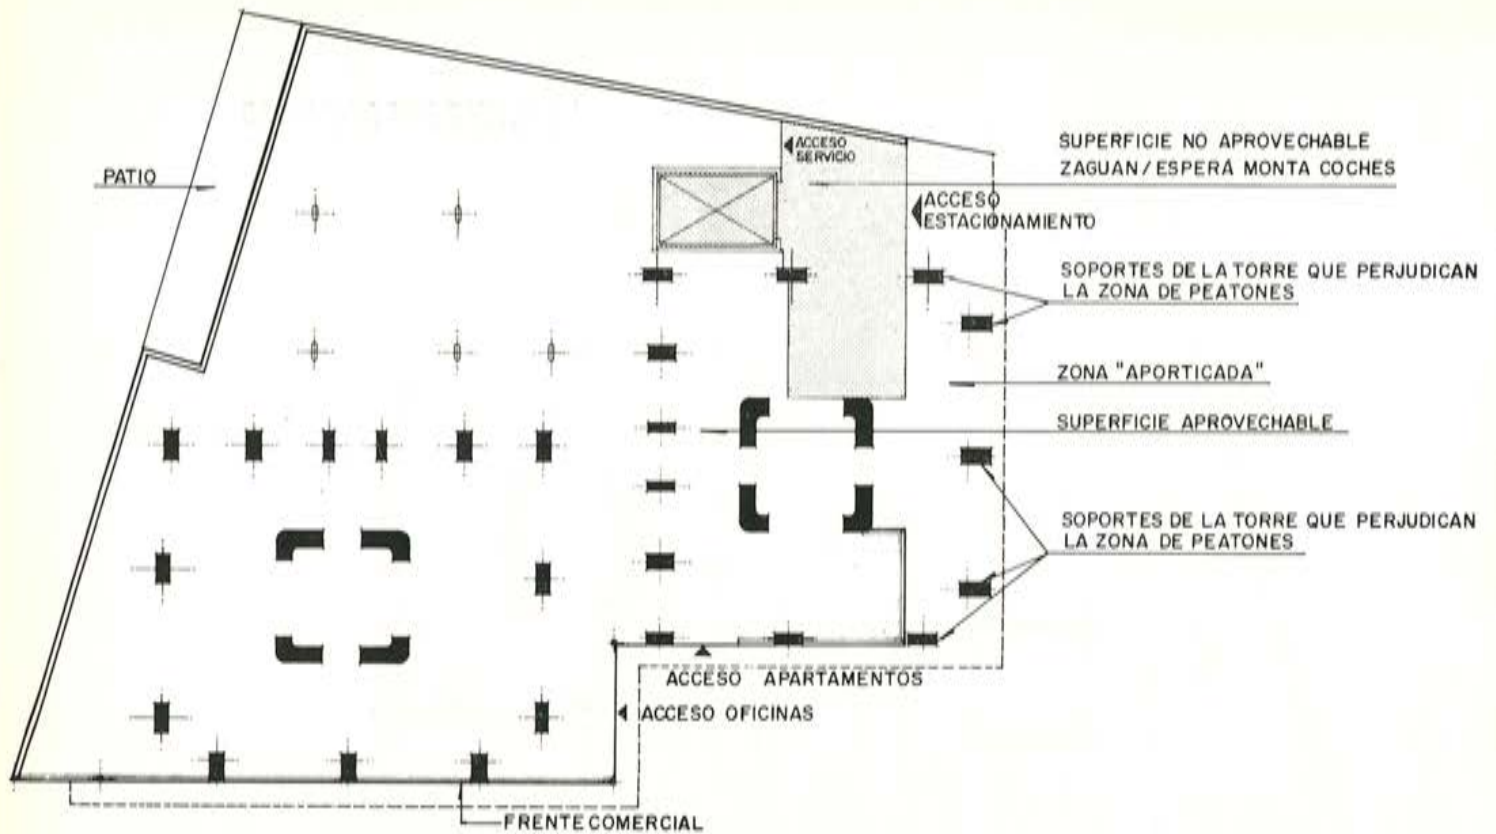 ACCESO
SERVICIO
SUPERFICIE NO APROVECHABLE
ZAGUAN/ESPERA MONTA COCHES
PATIO
ACCESO
ESTACIONAMIENTO
SOPORTES DE LA TORRE QUE PERJUDICAN
LA ZONA DE PEATONES
ZONA "APORTICADA"
SUPERFICIE APROVECHABLE
SOPORTES DE LA TORRE QUE PERJUDICAN
LA ZONA DE PEATONES
ACCESO APARTAMENTOS
ACCESO OFICINAS
FRENTE COMERCIAL